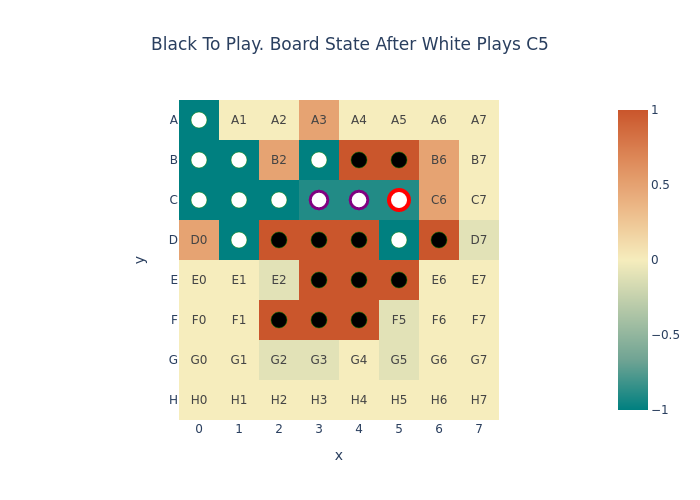 Black To Play. Board State After White Plays C5
A A1 A2 A3 A4 A5 A6 A7
B B2 B6 B7
C C6 C7
D D0 D7
E E0 E1 E2 E6 E7
F F0 F1 F5 F6 F7
G G0 G1 G2 G3 G4 G5 G6 G7
H H0 H1 H2 H3 H4 H5 H6 H7
0 1 2 3 4 5 6 7
x
y
1
0.5
0
−0.5
−1